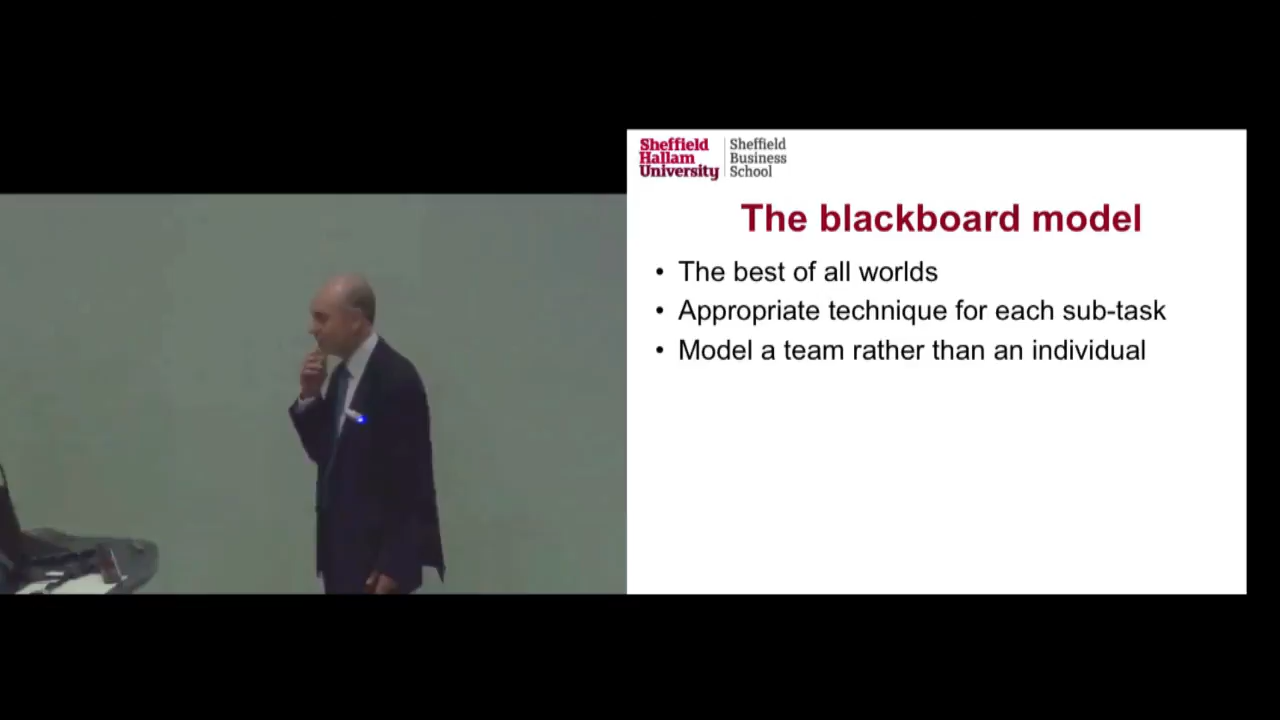 Sheffield
Hallam
University
Sheffield
Business
School
The blackboard model
• The best of all worlds
• Appropriate technique for each sub-task
• Model a team rather than an individual